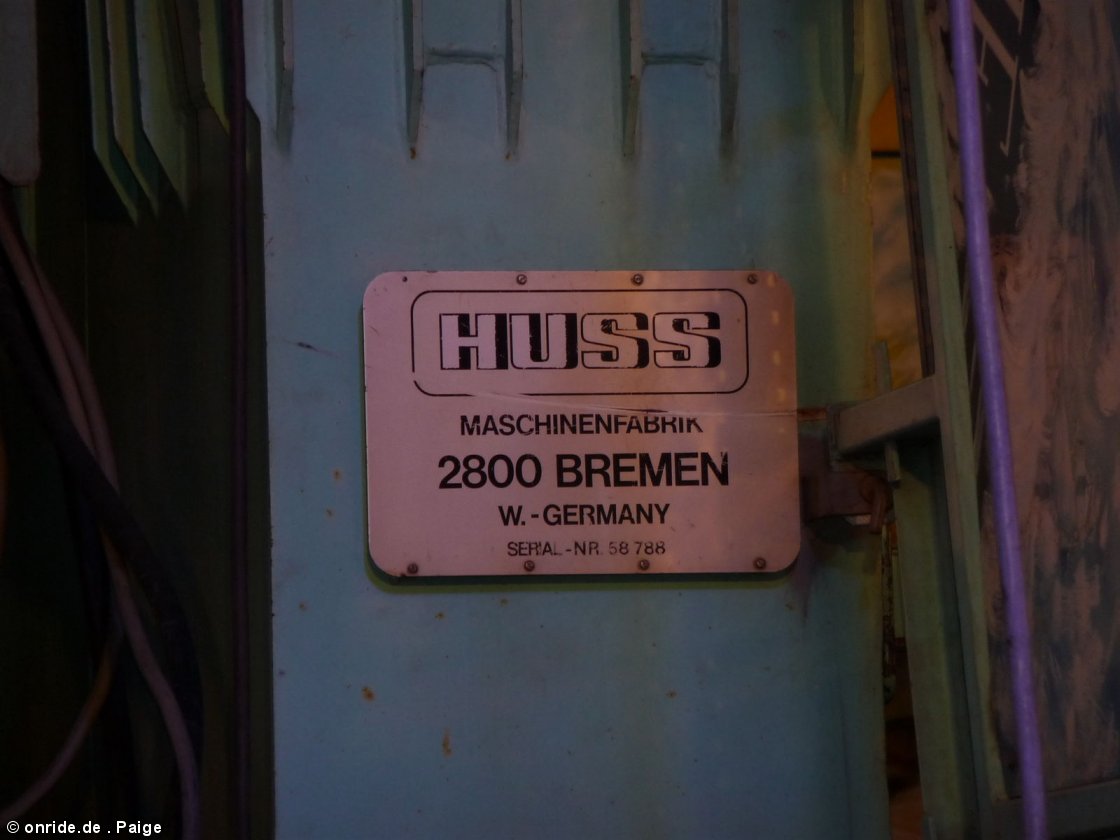 HUSS
MASCHINENFABRIK
2800 BREMEN
W.-GERMANY
SERIAL-NR. 58 788
© onride.de . Paige